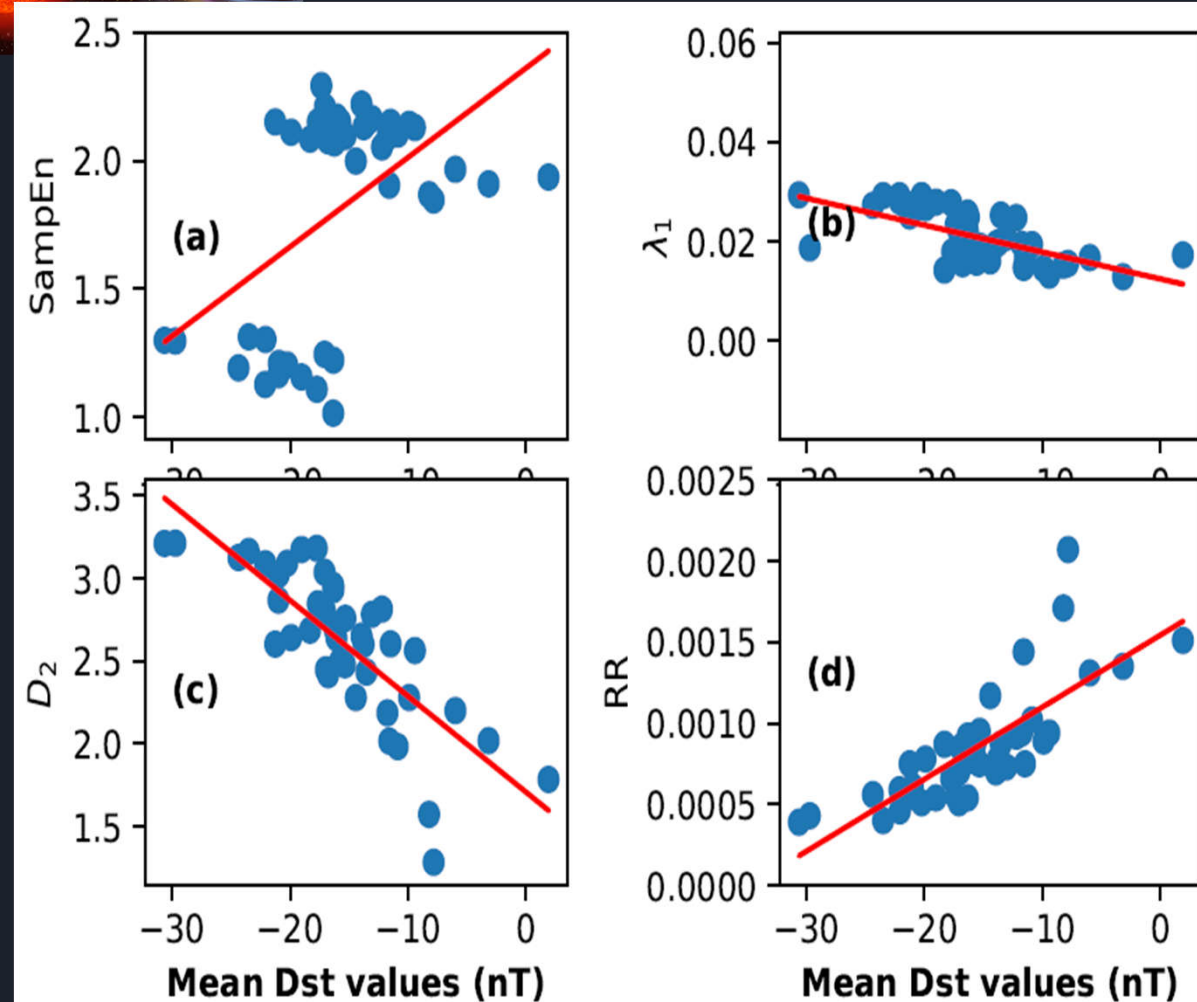 2.5
2.0
1.5
1.0
SampEn
(a)
0.06
0.04
0.02
0.00
λ1
(b)
3.5
3.0
2.5
2.0
1.5
D2
(c)
−30 −20 −10 0
Mean Dst values (nT)
0.0025
0.0020
0.0015
0.0010
0.0005
0.0000
RR
(d)
−30 −20 −10 0
Mean Dst values (nT)